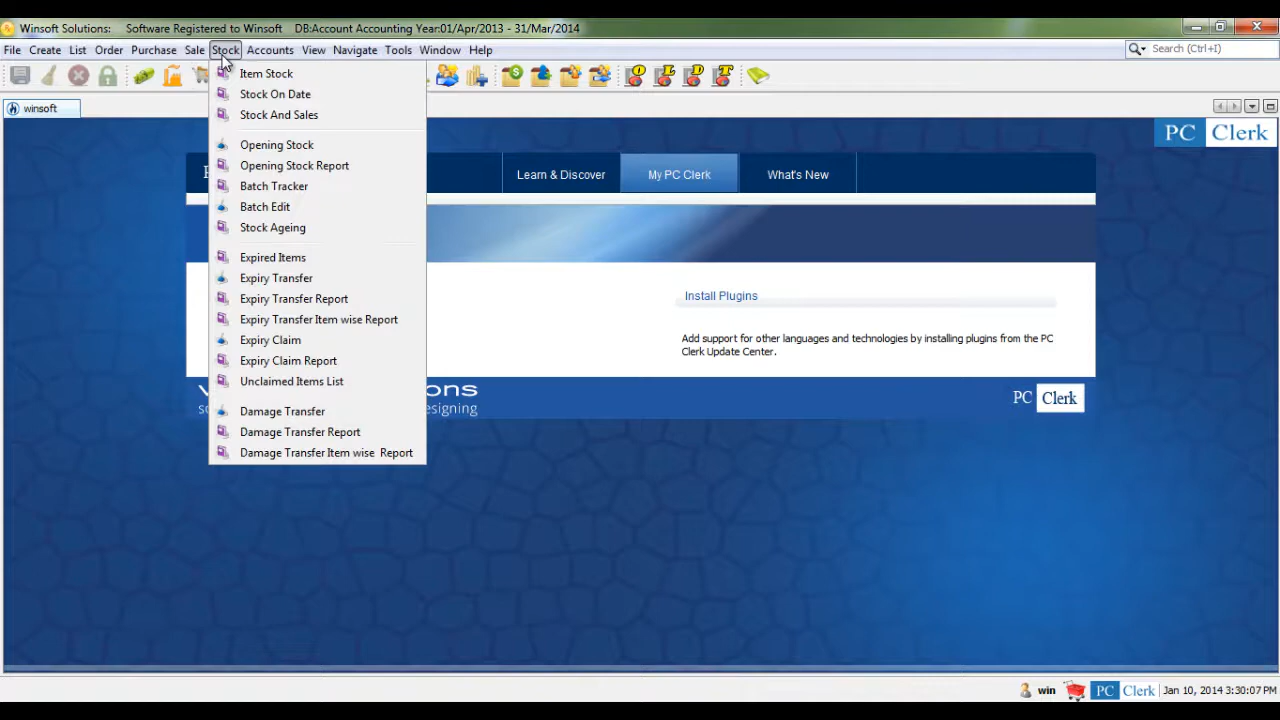 Winsoft Solutions: Software Registered to Winsoft DB:Account Accounting Year:01/Apr/2013 - 31/Mar/2014
File Create List Order Purchase Sale Stock Accounts View Navigate Tools Window Help
Search (Ctrl+I)
O L D T
winsoft
PC Clerk
Learn & Discover My PC Clerk What's New
Item Stock
Stock On Date
Stock And Sales
Opening Stock
Opening Stock Report
Batch Tracker
Batch Edit
Stock Ageing
Expired Items
Expiry Transfer
Expiry Transfer Report
Expiry Transfer Item wise Report
Expiry Claim
Expiry Claim Report
Unclaimed Items List
Damage Transfer
Damage Transfer Report
Damage Transfer Item wise Report
Install Plugins
Add support for other languages and technologies by installing plugins from the PC
Clerk Update Center.
ons
esigning
PC Clerk
win PC Clerk Jan 10, 2014 3:30:07 PM